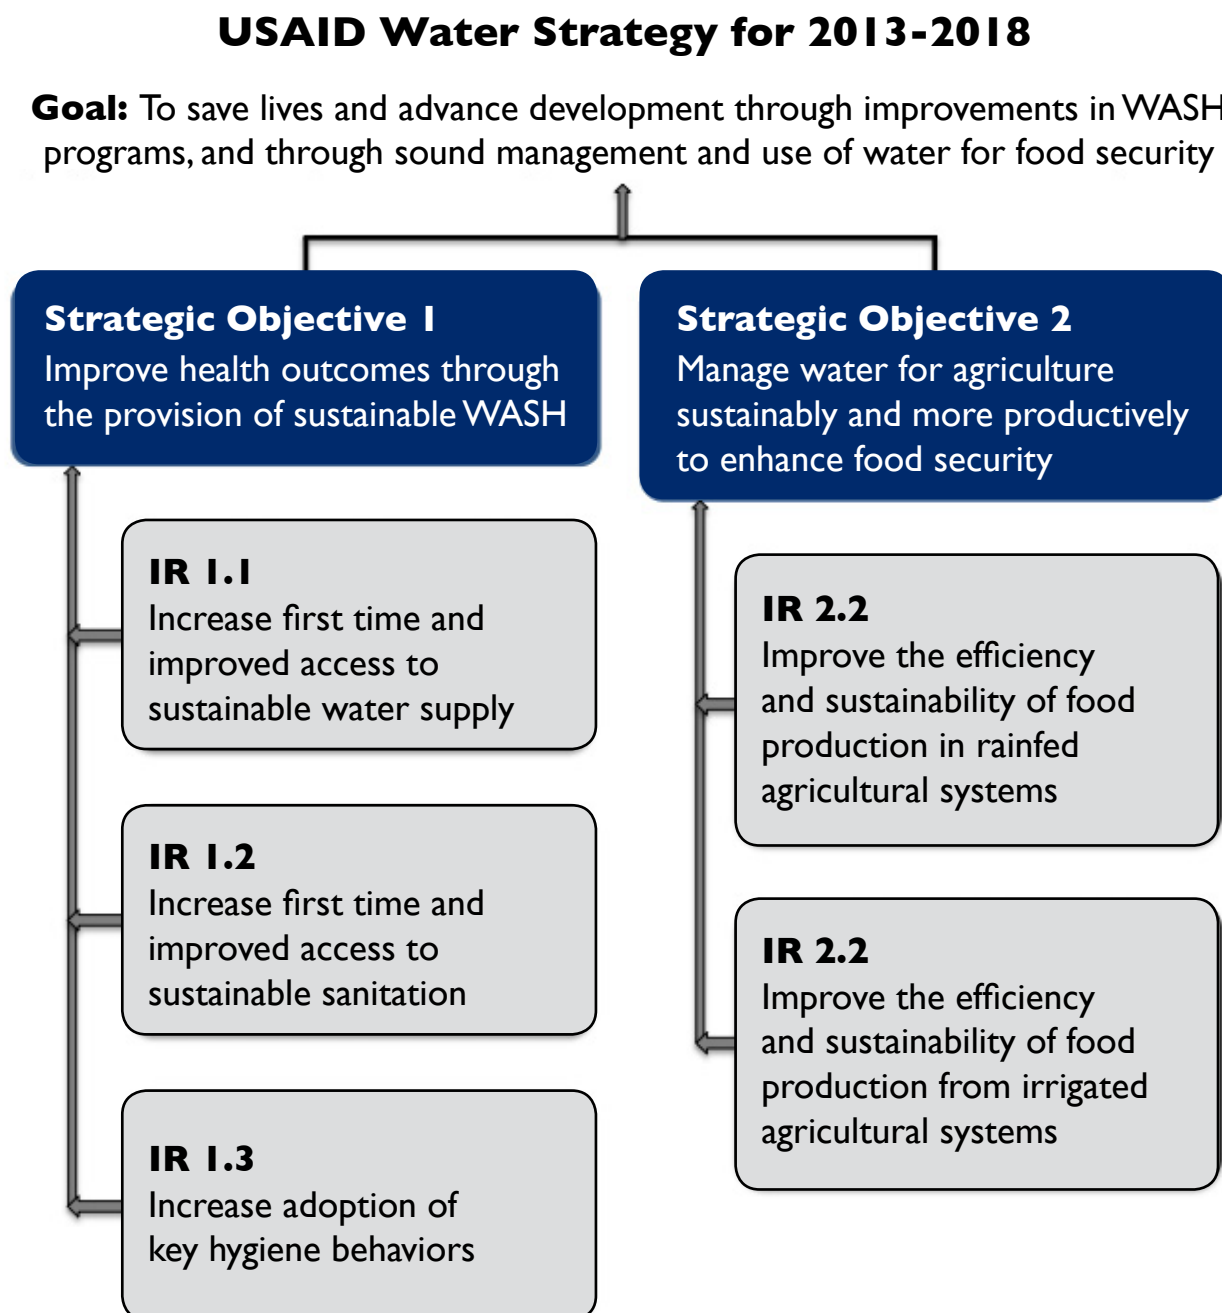 USAID Water Strategy for 2013-2018
Goal: To save lives and advance development through improvements in WASH
programs, and through sound management and use of water for food security
Strategic Objective 1
Improve health outcomes through
the provision of sustainable WASH
Strategic Objective 2
Manage water for agriculture
sustainably and more productively
to enhance food security
IR 1.1
Increase first time and
improved access to
sustainable water supply
IR 1.2
Increase first time and
improved access to
sustainable sanitation
IR 1.3
Increase adoption of
key hygiene behaviors
IR 2.2
Improve the efficiency
and sustainability of food
production in rainfed
agricultural systems
IR 2.2
Improve the efficiency
and sustainability of food
production from irrigated
agricultural systems